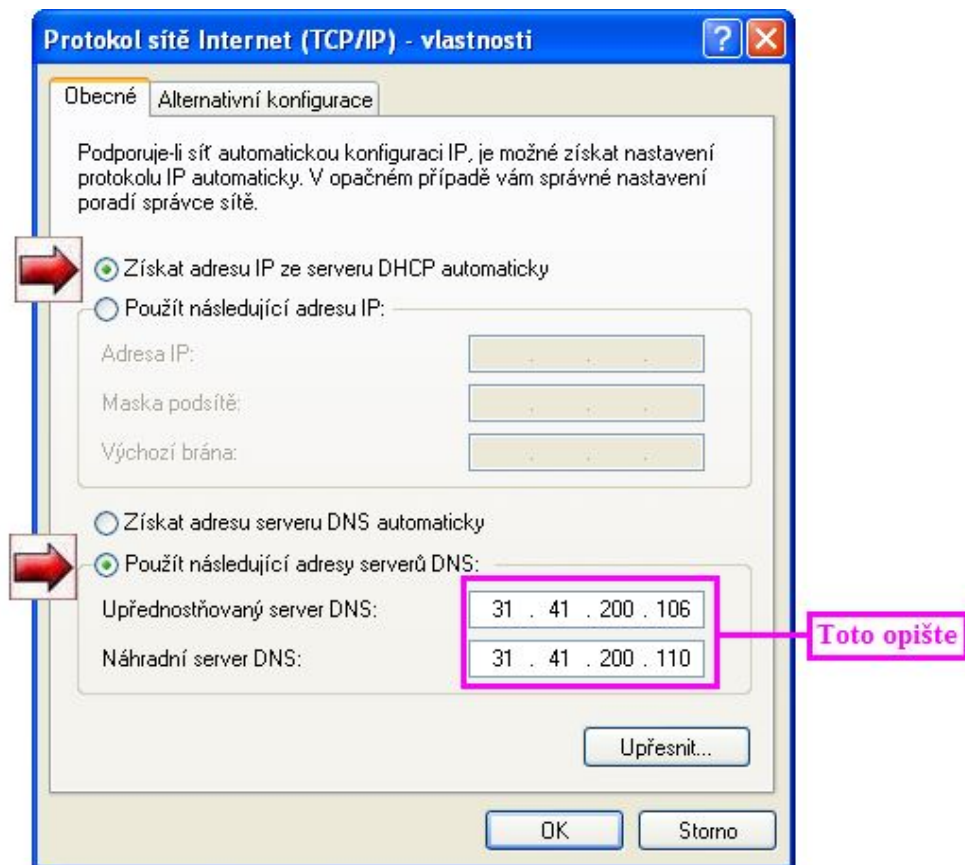 Protokol sítě Internet (TCP/IP) - vlastnosti
Obecné
Alternativní konfigurace
Podporuje-li síť automatickou konfiguraci IP, je možné získat nastavení
protokolu IP automaticky. V opačném případě vám správné nastavení
poradí správce sítě.
Získat adresu IP ze serveru DHCP automaticky
Použít následující adresu IP:
Adresa IP:
Maska podsítě:
Výchozí brána:
Získat adresu serveru DNS automaticky
Použít následující adresy serverů DNS:
Upřednostňovaný server DNS: 31 . 41 . 200 . 106
Toto opište
Náhradní server DNS: 31 . 41 . 200 . 110
Upřesnit...
OK Storno